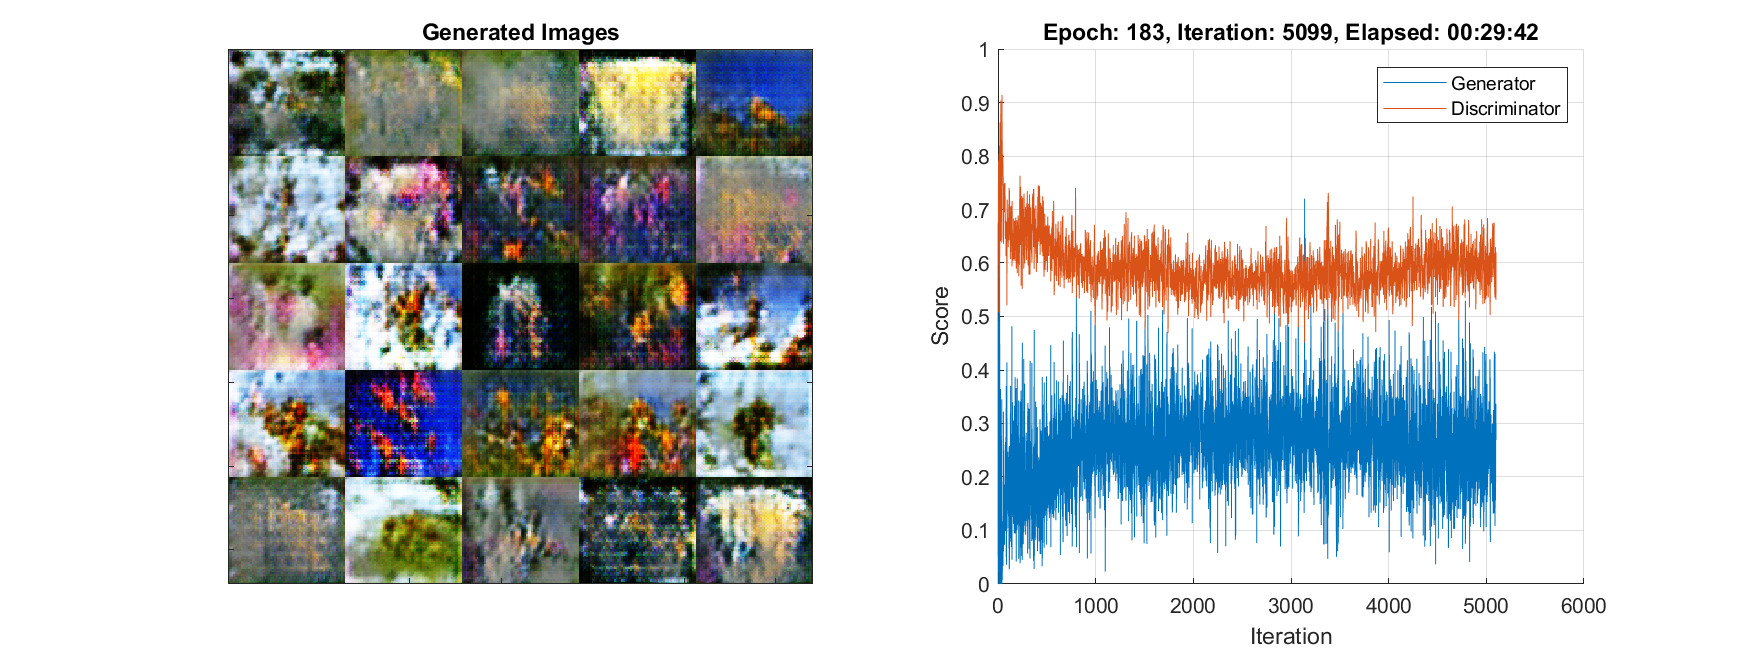 Generated Images
Epoch: 183, Iteration: 5099, Elapsed: 00:29:42
1
0.9
0.8
0.7
0.6
0.5
0.4
0.3
0.2
0.1
0
Score
Generator
Discriminator
0 1000 2000 3000 4000 5000 6000
Iteration